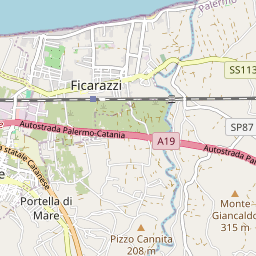 Palermo
SS113
Ficarazzi
SP87
Autostrada Palermo-Catania
A19
Autostrada Pal
a statale Catanese
Portella di
Mare
e
Monte
Giancaldo
315 m
Pizzo Cannita
208 m